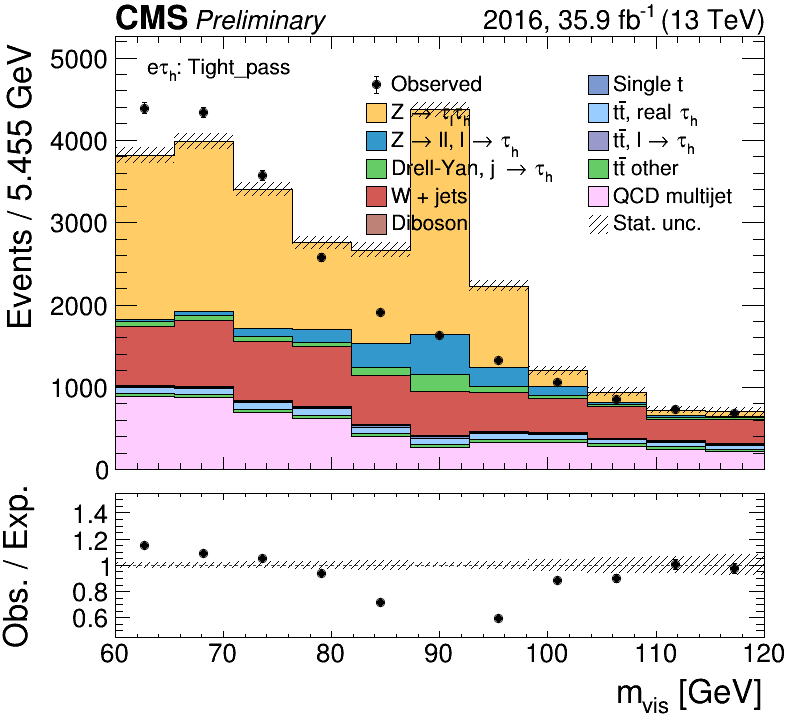 CMS Preliminary 2016, 35.9 fb⁻¹ (13 TeV)
eτₕ: Tight_pass
Observed
Z → τₗτₕ
Z → ll, l → τₕ
Drell-Yan, j → τₕ
W + jets
Diboson
Single t
tt̄, real τₕ
tt̄, l → τₕ
tt̄ other
QCD multijet
Stat. unc.
Events / 5.455 GeV
5000
4000
3000
2000
1000
0
Obs. / Exp.
1.4
1.2
1
0.8
0.6
60 70 80 90 100 110 120
m_vis [GeV]